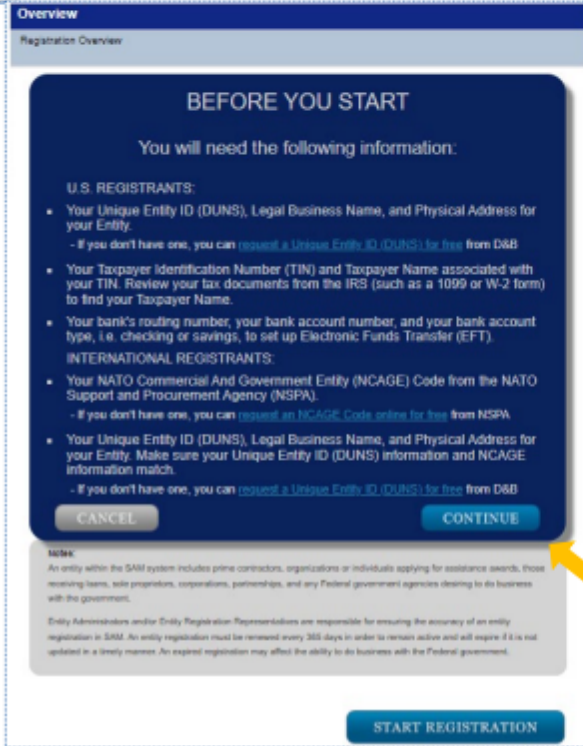 Overview
Registration Overview
BEFORE YOU START
You will need the following information:
U.S. REGISTRANTS:
Your Unique Entity ID (DUNS), Legal Business Name, and Physical Address for
your Entity.
- If you don't have one, you can request a Unique Entity ID (DUNS) for free from D&B
Your Taxpayer Identification Number (TIN) and Taxpayer Name associated with
your TIN. Review your tax documents from the IRS (such as a 1099 or W-2 form)
to find your Taxpayer Name.
Your bank's routing number, your bank account number, and your bank account
type, i.e. checking or savings, to set up Electronic Funds Transfer (EFT).
INTERNATIONAL REGISTRANTS:
Your NATO Commercial And Government Entity (NCAGE) Code from the NATO
Support and Procurement Agency (NSPA).
- If you don't have one, you can request an NCAGE Code online for free from NSPA
Your Unique Entity ID (DUNS), Legal Business Name, and Physical Address for
your Entity. Make sure your Unique Entity ID (DUNS) information and NCAGE
information match.
- If you don't have one, you can request a Unique Entity ID (DUNS) for free from D&B
CANCEL CONTINUE
Notes:
An entity within the SAM system includes prime contractors, organizations or individuals applying for assistance awards, those
receiving loans, sole proprietors, corporations, partnerships, and any Federal government agencies desiring to do business
with the government.
Entity Administrators and/or Entity Registration Representatives are responsible for ensuring the accuracy of an entity
registration in SAM. An entity registration must be renewed every 365 days in order to remain active and will expire if it is not
updated in a timely manner. An expired registration may affect the ability to do business with the Federal government.
START REGISTRATION